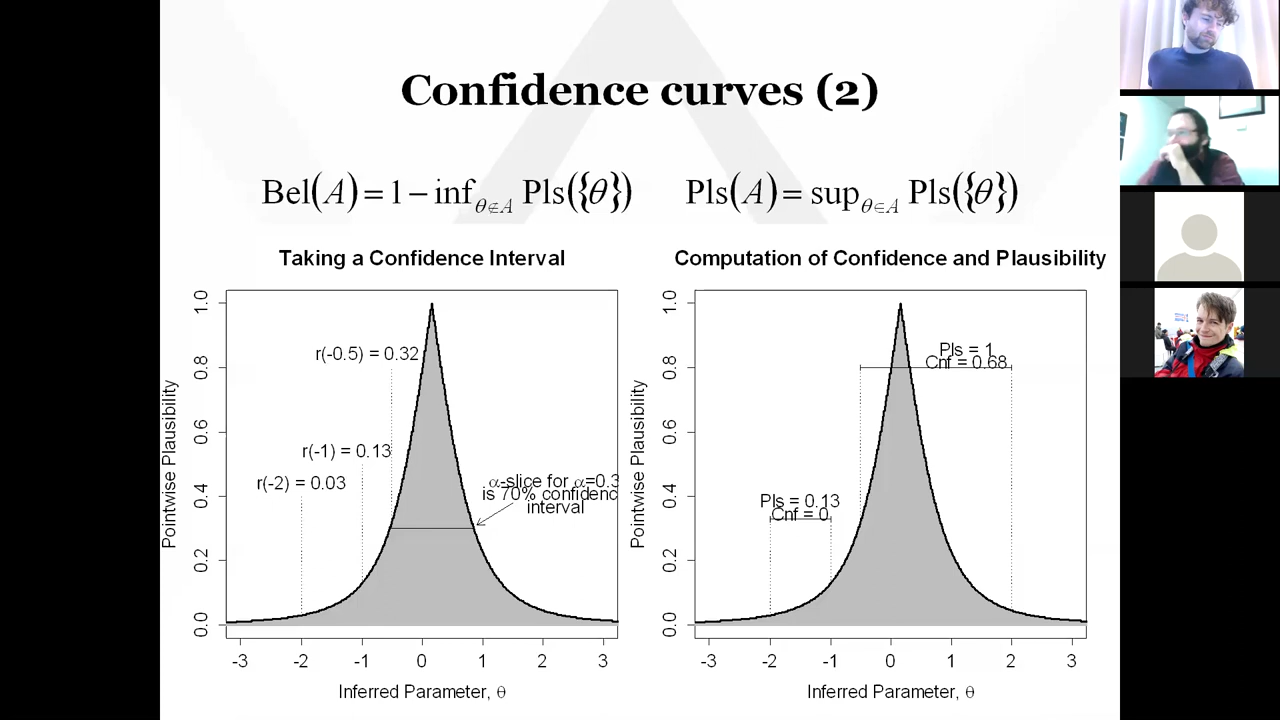 Confidence curves (2)
Bel(A) = 1 − inf_{θ∉A} Pls({θ})
Pls(A) = sup_{θ∈A} Pls({θ})
Taking a Confidence Interval
Pointwise Plausibility
1.0
0.8
0.6
0.4
0.2
0.0
r(-0.5) = 0.32
r(-1) = 0.13
r(-2) = 0.03
α-slice for α=0.3
is 70% confidenc
interval
-3 -2 -1 0 1 2 3
Inferred Parameter, θ
Computation of Confidence and Plausibility
Pointwise Plausibility
1.0
0.8
0.6
0.4
0.2
0.0
Pls = 1
Cnf = 0.68
Pls = 0.13
Cnf = 0
-3 -2 -1 0 1 2 3
Inferred Parameter, θ